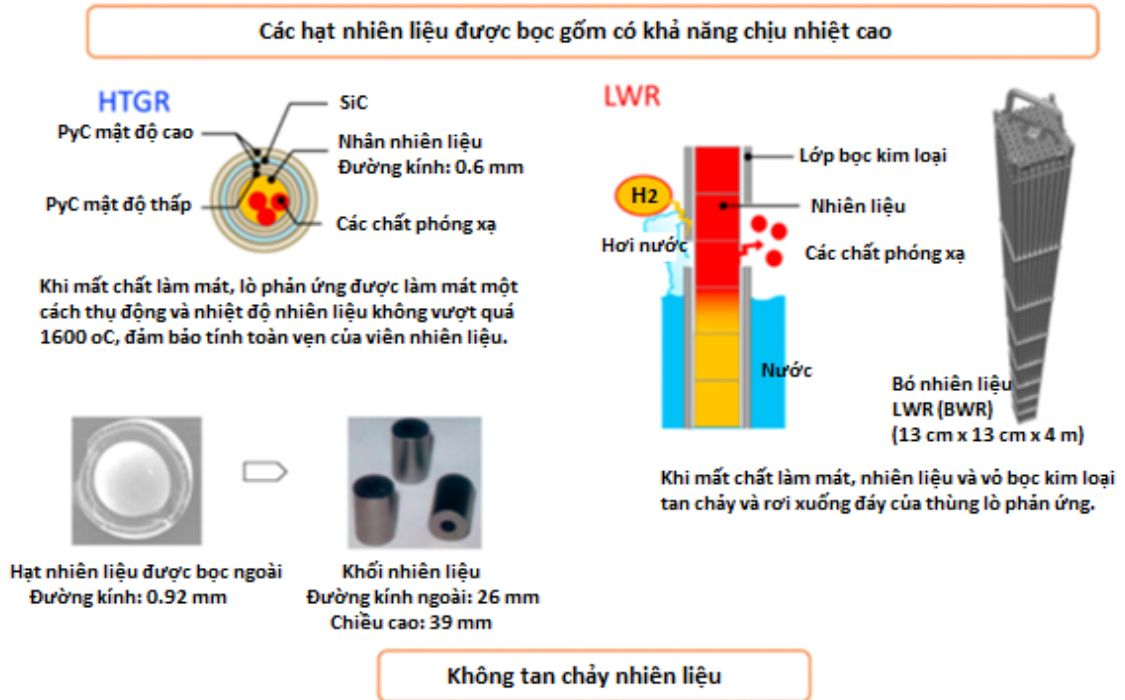 Các hạt nhiên liệu được bọc gốm có khả năng chịu nhiệt cao
HTGR
PyC mật độ cao
SiC
Nhân nhiên liệu
Đường kính: 0.6 mm
PyC mật độ thấp
Các chất phóng xạ
Khi mất chất làm mát, lò phản ứng được làm mát một
cách thụ động và nhiệt độ nhiên liệu không vượt quá
1600 oC, đảm bảo tính toàn vẹn của viên nhiên liệu.
Hạt nhiên liệu được bọc ngoài
Đường kính: 0.92 mm
Khối nhiên liệu
Đường kính ngoài: 26 mm
Chiều cao: 39 mm
LWR
Lớp bọc kim loại
H2
Nhiên liệu
Hơi nước
Các chất phóng xạ
Nước
Bó nhiên liệu
LWR (BWR)
(13 cm x 13 cm x 4 m)
Khi mất chất làm mát, nhiên liệu và vỏ bọc kim loại
tan chảy và rơi xuống đáy của thùng lò phản ứng.
Không tan chảy nhiên liệu